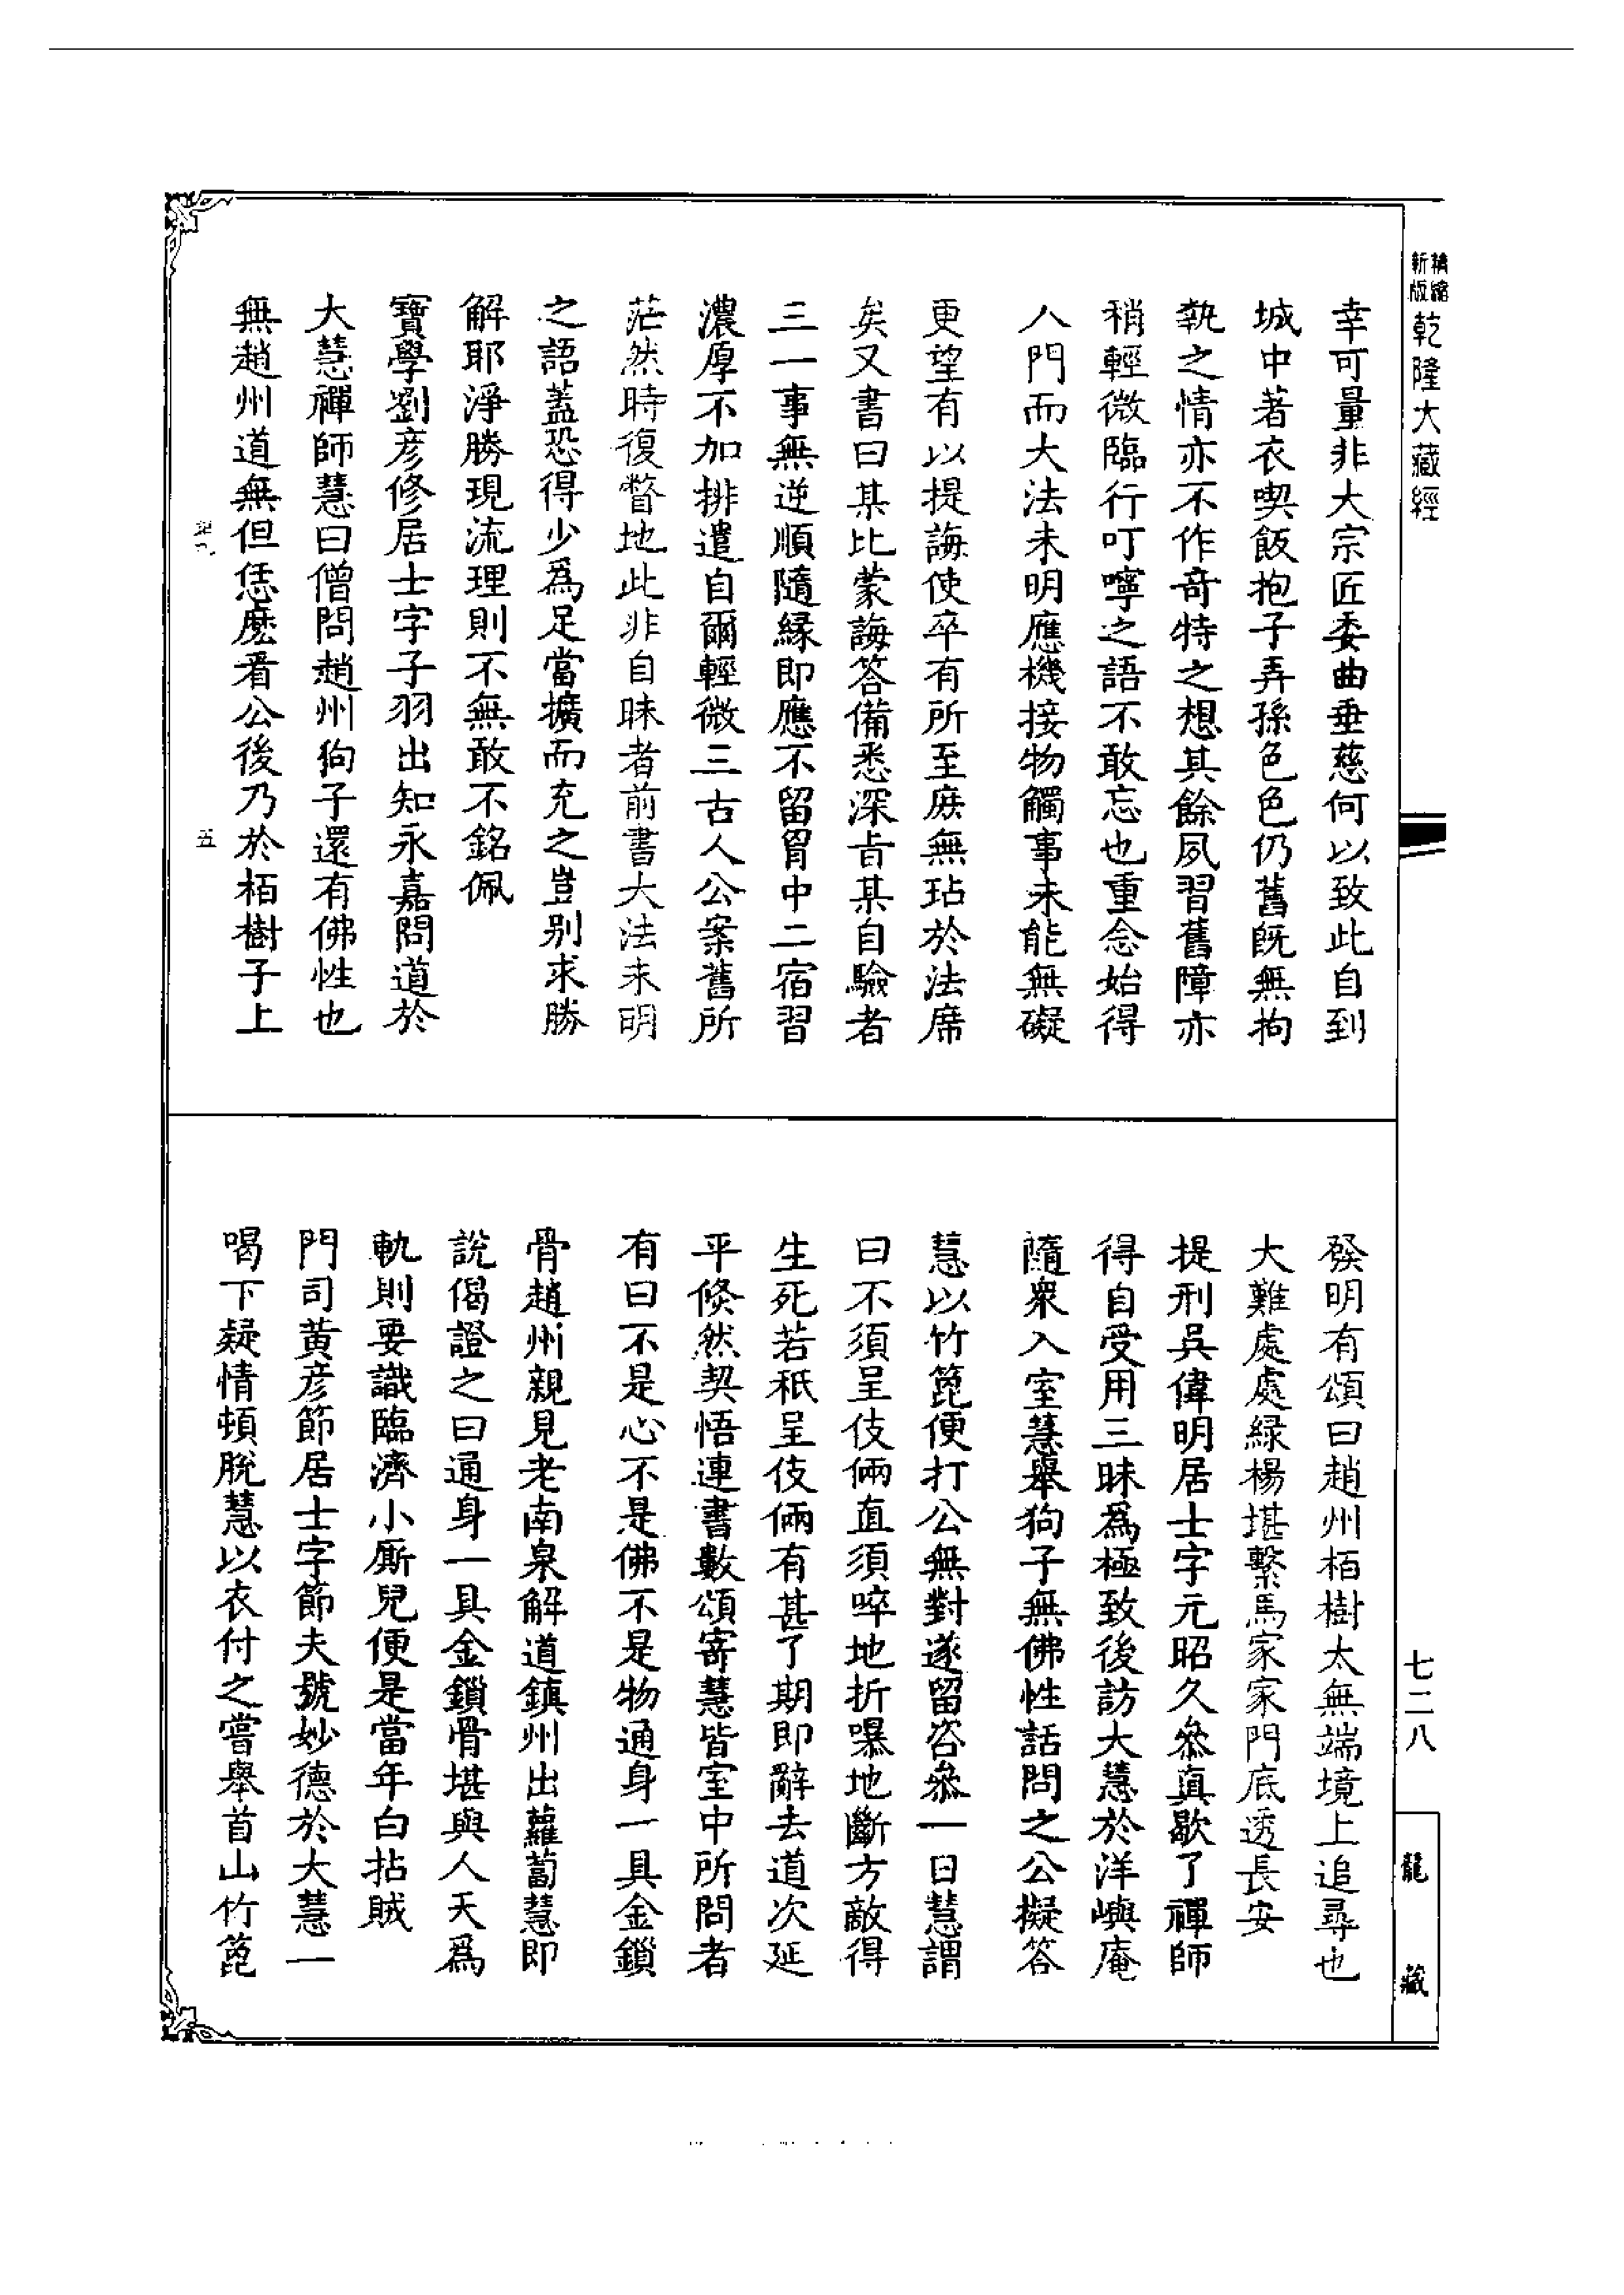 精縮
新版
乾隆大藏經
幸可量非大宗匠委曲垂慈何以致此自到
城中著衣喫飯抱子弄孫色色仍舊旣無拘
執之情亦不作竒特之想其餘夙習舊障亦
稍輕微臨行叮嚀之語不敢忘也重念始得
入門而大法未明應機接物觸事未能無礙
更望有以提誨使卒有所至庶無玷於法席
矣又書曰某比蒙誨答備悉深㫖某自驗者
三一事無逆順隨緣即應不留胷中二宿習
濃厚不加排遣自爾輕微三古人公案舊所
茫然時復瞥地此非自昧者前書大法未明
之語蓋恐得少爲足當擴而充之豈别求勝
解耶淨勝現流理則不無敢不銘佩
寶學劉彥修居士字子羽出知永嘉問道於
大慧禪師慧曰僧問趙州狗子還有佛性也
無趙州道無但恁麽看公後乃於栢樹子上
五
發明有頌曰趙州栢樹太無端境上追尋也
大難處處緑楊堪繫馬家家門底透長安
提刑吳偉明居士字元昭久叅真歇了禪師
得自受用三昧爲極致後訪大慧於洋嶼庵
隨衆入室慧舉狗子無佛性話問之公擬答
慧以竹篦便打公無對遂留咨叅一日慧謂
曰不須呈伎倆直須啐地折嚗地斷方敵得
生死若秖呈伎倆有甚了期即辭去道次延
平倏然契悟連書數頌寄慧皆室中所問者
有曰不是心不是佛不是物通身一具金鎖
骨趙州親見老南泉解道鎮州出蘿蔔慧即
說偈證之曰通身一具金鎖骨堪與人天爲
軌則要識臨濟小厮兒便是當年白拈賊
門司黄彥節居士字節夫號妙德於大慧一
喝下疑情頓脫慧以衣付之嘗舉首山竹篦
七二八
龍藏